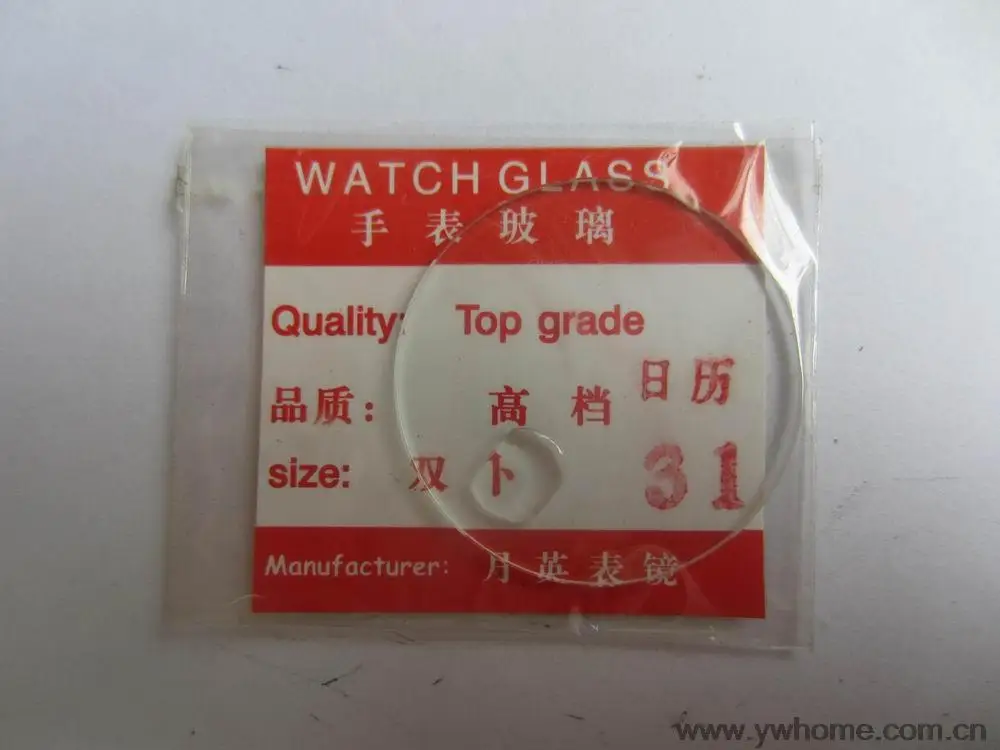 WATCH GLASS
手表玻璃
Quality: Top grade
日历
品质: 高档
size: 双卜 31
Manufacturer: 月英表镜
www.ywhome.com.cn